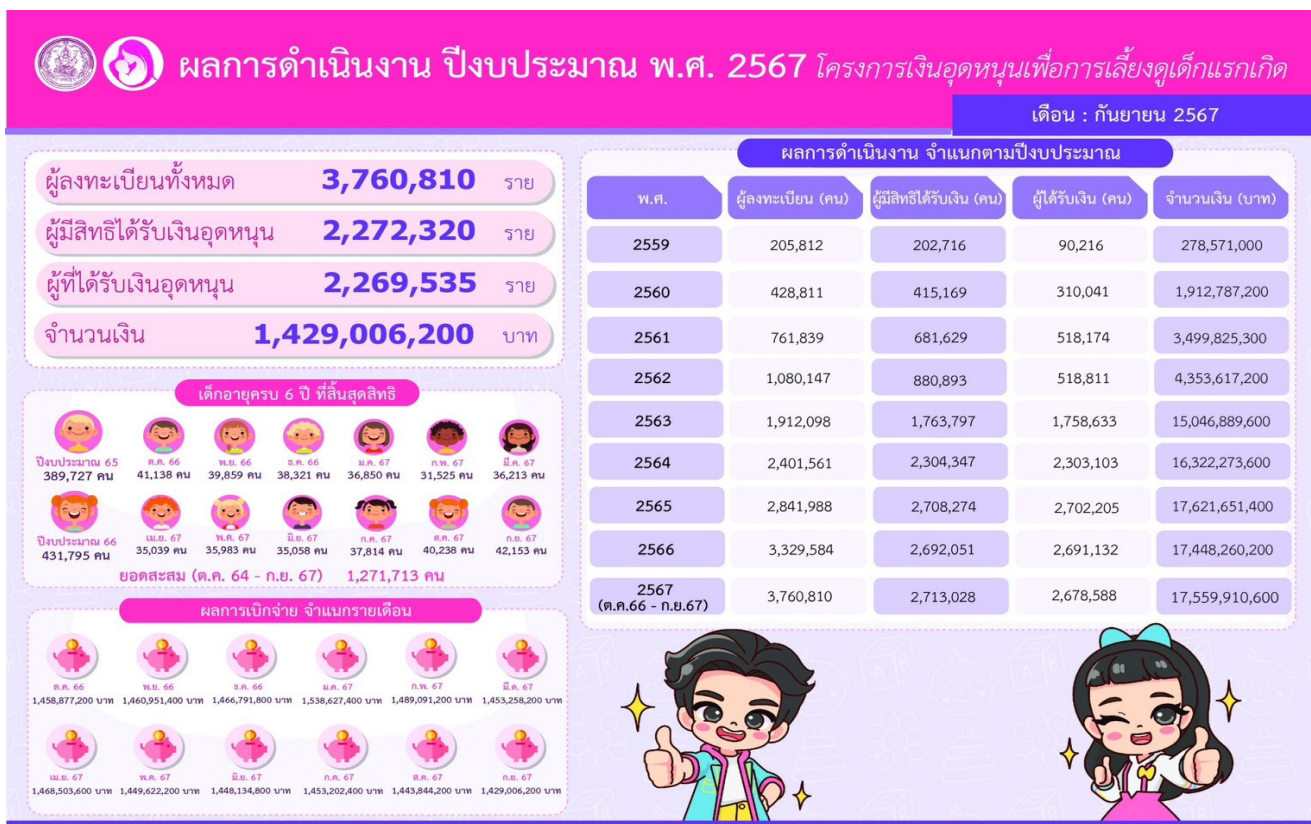 ผลการดำเนินงาน ปีงบประมาณ พ.ศ. 2567 โครงการเงินอุดหนุนเพื่อการเลี้ยงดูเด็กแรกเกิด
เดือน : กันยายน 2567
ผู้ลงทะเบียนทั้งหมด 3,760,810 ราย
ผู้มีสิทธิได้รับเงินอุดหนุน 2,272,320 ราย
ผู้ที่ได้รับเงินอุดหนุน 2,269,535 ราย
จำนวนเงิน 1,429,006,200 บาท
เด็กอายุครบ 6 ปี ที่สิ้นสุดสิทธิ
ปีงบประมาณ 65 ต.ค. 66 พ.ย. 66 ธ.ค. 66 ม.ค. 67 ก.พ. 67 มี.ค. 67
389,727 คน 41,138 คน 39,859 คน 38,321 คน 36,850 คน 31,525 คน 36,213 คน
ปีงบประมาณ 66 เม.ย. 67 พ.ค. 67 มิ.ย. 67 ก.ค. 67 ส.ค. 67 ก.ย. 67
431,795 คน 35,039 คน 35,983 คน 35,058 คน 37,814 คน 40,238 คน 42,153 คน
ยอดสะสม (ต.ค. 64 - ก.ย. 67) 1,271,713 คน
ผลการเบิกจ่าย จำแนกรายเดือน
ต.ค. 66 พ.ย. 66 ธ.ค. 66 ม.ค. 67 ก.พ. 67 มี.ค. 67
1,458,877,200 บาท 1,460,951,400 บาท 1,466,791,800 บาท 1,538,627,400 บาท 1,489,091,200 บาท 1,453,258,200 บาท
เม.ย. 67 พ.ค. 67 มิ.ย. 67 ก.ค. 67 ส.ค. 67 ก.ย. 67
1,468,503,600 บาท 1,449,622,200 บาท 1,448,134,800 บาท 1,453,202,400 บาท 1,443,844,200 บาท 1,429,006,200 บาท
ผลการดำเนินงาน จำแนกตามปีงบประมาณ
พ.ศ. ผู้ลงทะเบียน (คน) ผู้มีสิทธิได้รับเงิน (คน) ผู้ได้รับเงิน (คน) จำนวนเงิน (บาท)
2559 205,812 202,716 90,216 278,571,000
2560 428,811 415,169 310,041 1,912,787,200
2561 761,839 681,629 518,174 3,499,825,300
2562 1,080,147 880,893 518,811 4,353,617,200
2563 1,912,098 1,763,797 1,758,633 15,046,889,600
2564 2,401,561 2,304,347 2,303,103 16,322,273,600
2565 2,841,988 2,708,274 2,702,205 17,621,651,400
2566 3,329,584 2,692,051 2,691,132 17,448,260,200
2567 (ต.ค.66 - ก.ย.67) 3,760,810 2,713,028 2,678,588 17,559,910,600